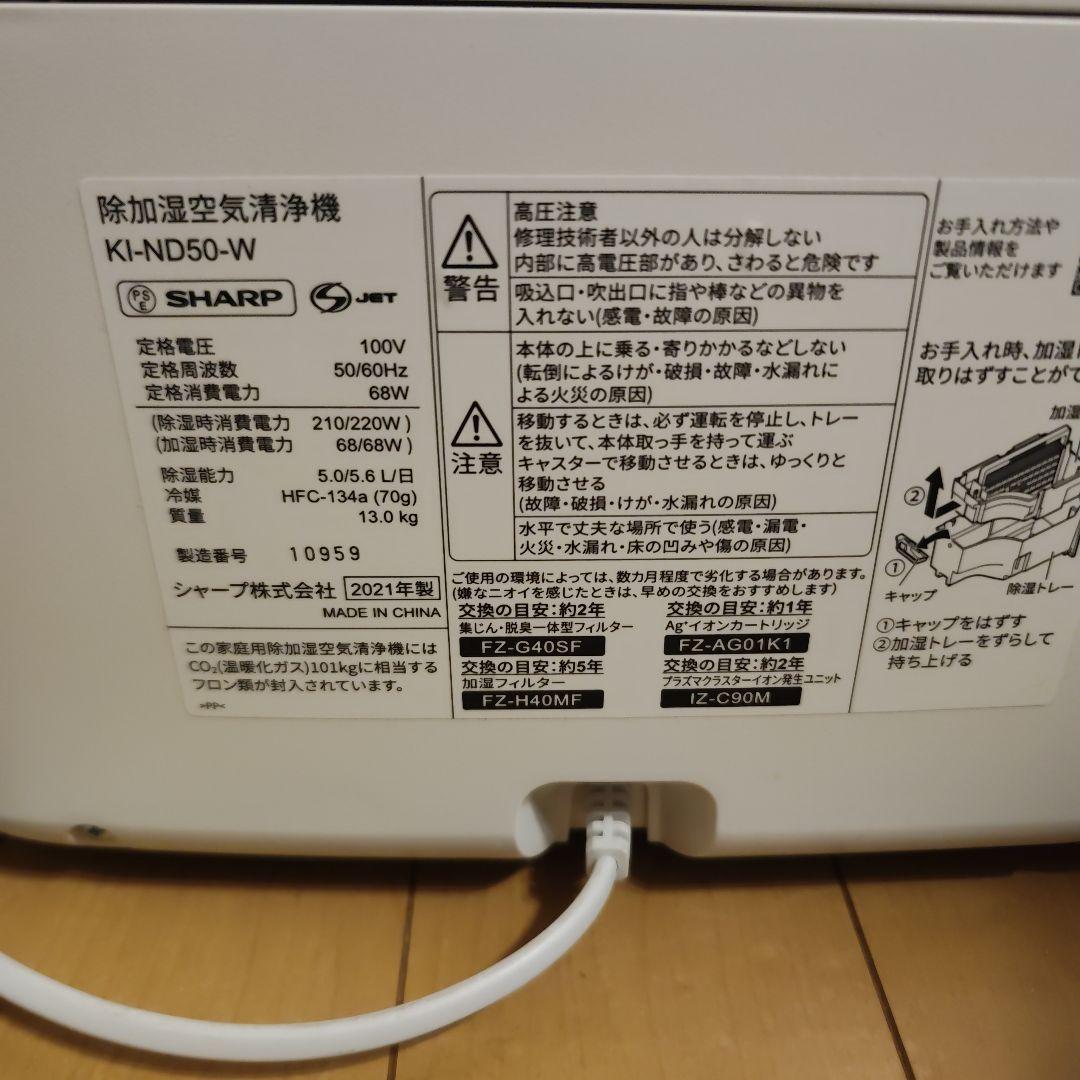 除加湿空気清浄機
KI-ND50-W
PS
E
SHARP
S JET
定格電圧 100V
定格周波数 50/60Hz
定格消費電力 68W
(除湿時消費電力 210/220W )
(加湿時消費電力 68/68W )
除湿能力 5.0/5.6 L/日
冷媒 HFC-134a (70g)
質量 13.0 kg
製造番号 10959
シャープ株式会社 2021年製
MADE IN CHINA
この家庭用除加湿空気清浄機には
CO₂(温暖化ガス)101kgに相当する
フロン類が封入されています。
>PP<
警告
高圧注意
修理技術者以外の人は分解しない
内部に高電圧部があり、さわると危険です
吸込口・吹出口に指や棒などの異物を
入れない(感電・故障の原因)
注意
本体の上に乗る・寄りかかるなどしない
(転倒によるけが・破損・故障・水漏れに
よる火災の原因)
移動するときは、必ず運転を停止し、トレー
を抜いて、本体取っ手を持って運ぶ
キャスターで移動させるときは、ゆっくりと
移動させる
(故障・破損・けが・水漏れの原因)
水平で丈夫な場所で使う(感電・漏電・
火災・水漏れ・床の凹みや傷の原因)
ご使用の環境によっては、数カ月程度で劣化する場合があります。
(嫌なニオイを感じたときは、早めの交換をおすすめします)
交換の目安:約2年
集じん・脱臭一体型フィルター
FZ-G40SF
交換の目安:約5年
加湿フィルター
FZ-H40MF
交換の目安:約1年
Ag⁺イオンカートリッジ
FZ-AG01K1
交換の目安:約2年
プラズマクラスターイオン発生ユニット
IZ-C90M
お手入れ方法や
製品情報を
ご覧いただけます
お手入れ時、加湿
取りはずすことがで
加湿
②
①
キャップ
除湿トレー
①キャップをはずす
②加湿トレーをずらして
持ち上げる